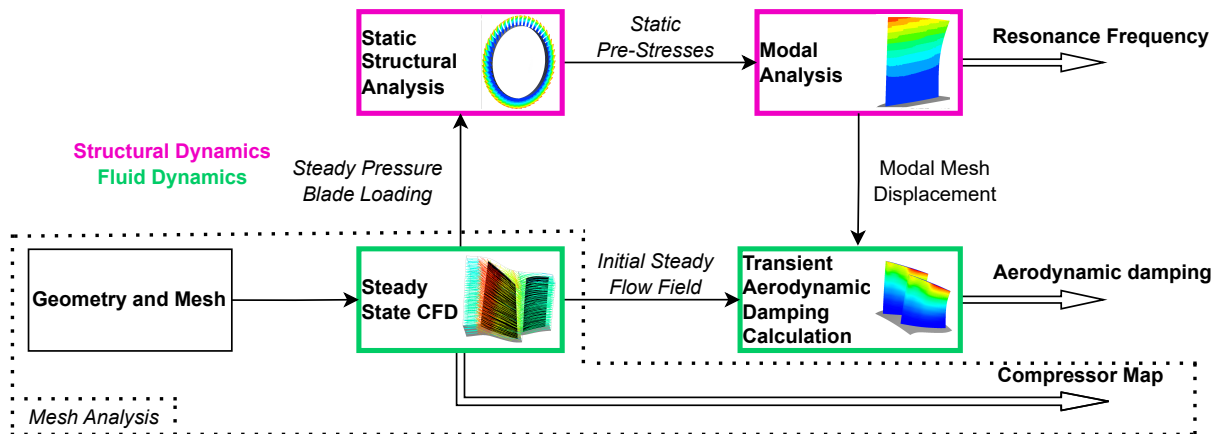 Static
Structural
Analysis
Static
Pre-Stresses
Modal
Analysis
Resonance Frequency
Structural Dynamics
Fluid Dynamics
Steady Pressure
Blade Loading
Modal Mesh
Displacement
Geometry and Mesh
Steady
State CFD
Initial Steady
Flow Field
Transient
Aerodynamic
Damping
Calculation
Aerodynamic damping
Compressor Map
Mesh Analysis